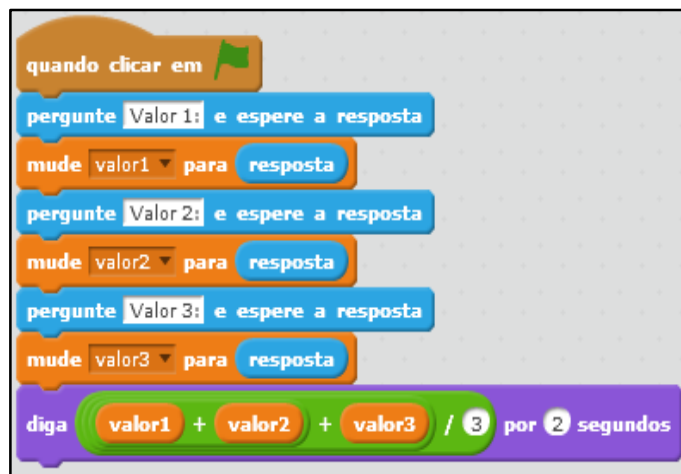 quando clicar em
pergunte Valor 1: e espere a resposta
mude valor1 para resposta
pergunte Valor 2: e espere a resposta
mude valor2 para resposta
pergunte Valor 3: e espere a resposta
mude valor3 para resposta
diga valor1 + valor2 + valor3 / 3 por 2 segundos